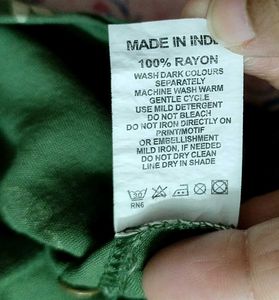 MADE IN IND
100% RAYON
WASH DARK COLOURS
SEPARATELY
MACHINE WASH WARM
GENTLE CYCLE
USE MILD DETERGENT
DO NOT BLEACH
DO NOT IRON DIRECTLY ON
PRINT/MOTIF
OR EMBELLISHMENT
MILD IRON, IF NEEDED
DO NOT DRY CLEAN
LINE DRY IN SHADE
RN6